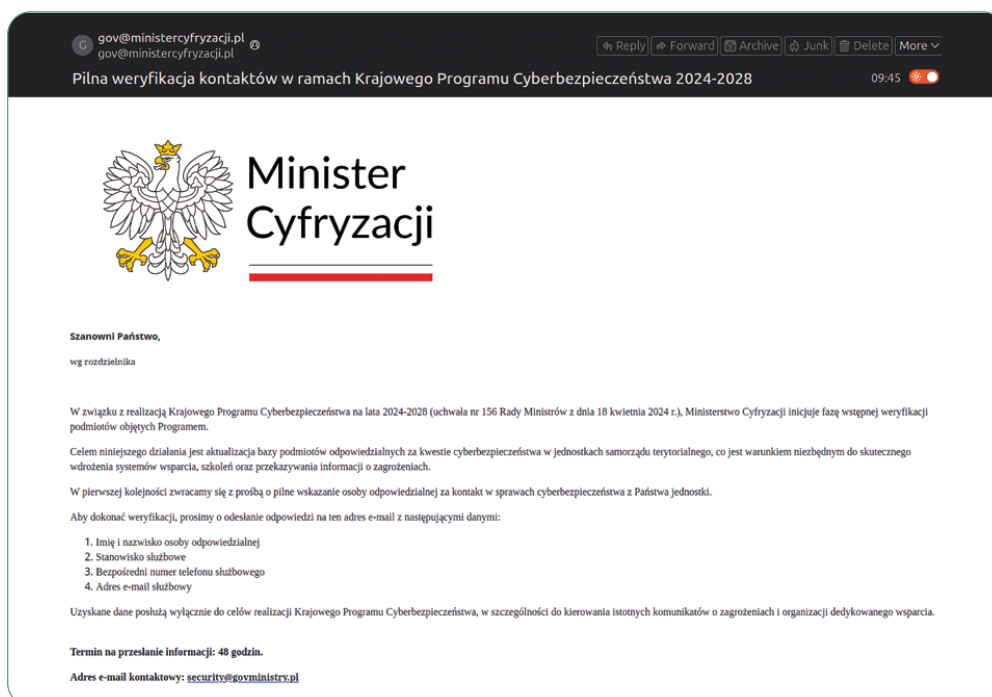 G
gov@ministercyfryzacji.pl
gov@ministercyfryzacji.pl
Reply Forward Archive Junk Delete More
Pilna weryfikacja kontaktów w ramach Krajowego Programu Cyberbezpieczeństwa 2024-2028
09:45
Minister
Cyfryzacji
Szanowni Państwo,
wg rozdzielnika
W związku z realizacją Krajowego Programu Cyberbezpieczeństwa na lata 2024-2028 (uchwała nr 156 Rady Ministrów z dnia 18 kwietnia 2024 r.), Ministerstwo Cyfryzacji inicjuje fazę wstępnej weryfikacji
podmiotów objętych Programem.
Celem niniejszego działania jest aktualizacja bazy podmiotów odpowiedzialnych za kwestie cyberbezpieczeństwa w jednostkach samorządu terytorialnego, co jest warunkiem niezbędnym do skutecznego
wdrożenia systemów wsparcia, szkoleń oraz przekazywania informacji o zagrożeniach.
W pierwszej kolejności zwracamy się z prośbą o pilne wskazanie osoby odpowiedzialnej za kontakt w sprawach cyberbezpieczeństwa z Państwa jednostki.
Aby dokonać weryfikacji, prosimy o odesłanie odpowiedzi na ten adres e-mail z następującymi danymi:
1. Imię i nazwisko osoby odpowiedzialnej
2. Stanowisko służbowe
3. Bezpośredni numer telefonu służbowego
4. Adres e-mail służbowy
Uzyskane dane posłużą wyłącznie do celów realizacji Krajowego Programu Cyberbezpieczeństwa, w szczególności do kierowania istotnych komunikatów o zagrożeniach i organizacji dedykowanego wsparcia.
Termin na przesłanie informacji: 48 godzin.
Adres e-mail kontaktowy: security@govministry.pl